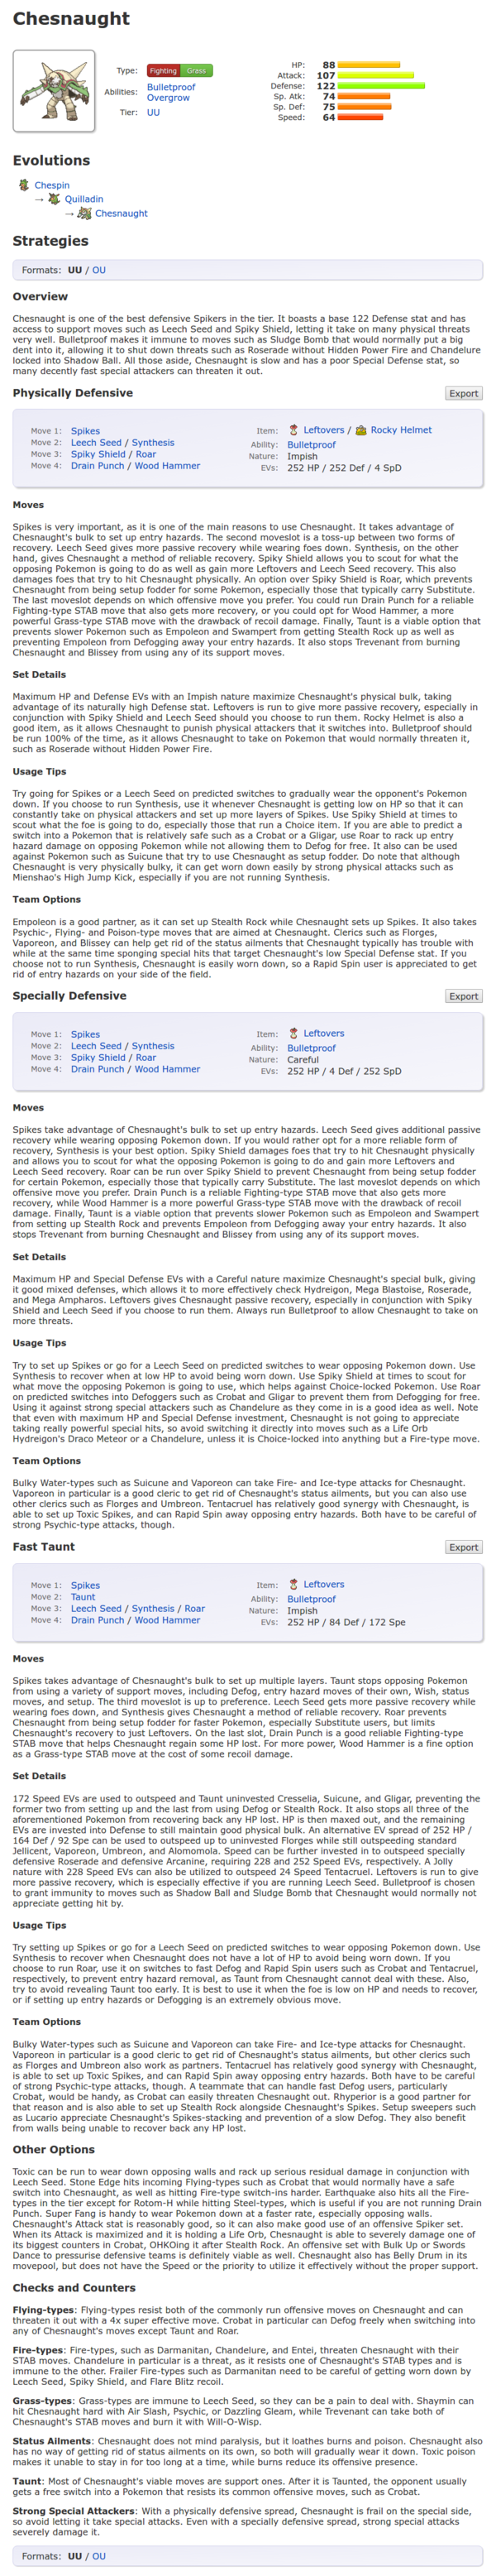 Chesnaught
Type: Fighting Grass
Abilities: Bulletproof
Overgrow
Tier: UU
HP: 88
Attack: 107
Defense: 122
Sp. Atk: 74
Sp. Def: 75
Speed: 64
Evolutions
Chespin
→ Quilladin
→ Chesnaught
Strategies
Formats: UU / OU
Overview
Chesnaught is one of the best defensive Spikers in the tier. It boasts a base 122 Defense stat and has
access to support moves such as Leech Seed and Spiky Shield, letting it take on many physical threats
very well. Bulletproof makes it immune to moves such as Sludge Bomb that would normally put a big
dent into it, allowing it to shut down threats such as Roserade without Hidden Power Fire and Chandelure
locked into Shadow Ball. All those aside, Chesnaught is slow and has a poor Special Defense stat, so
many decently fast special attackers can threaten it out.
Physically Defensive
Export
Move 1: Spikes
Move 2: Leech Seed / Synthesis
Move 3: Spiky Shield / Roar
Move 4: Drain Punch / Wood Hammer
Item: Leftovers / Rocky Helmet
Ability: Bulletproof
Nature: Impish
EVs: 252 HP / 252 Def / 4 SpD
Moves
Spikes is very important, as it is one of the main reasons to use Chesnaught. It takes advantage of
Chesnaught's bulk to set up entry hazards. The second moveslot is a toss-up between two forms of
recovery. Leech Seed gives more passive recovery while wearing foes down. Synthesis, on the other
hand, gives Chesnaught a method of reliable recovery. Spiky Shield allows you to scout for what the
opposing Pokemon is going to do as well as gain more Leftovers and Leech Seed recovery. This also
damages foes that try to hit Chesnaught physically. An option over Spiky Shield is Roar, which prevents
Chesnaught from being setup fodder for some Pokemon, especially those that typically carry Substitute.
The last moveslot depends on which offensive move you prefer. You could run Drain Punch for a reliable
Fighting-type STAB move that also gets more recovery, or you could opt for Wood Hammer, a more
powerful Grass-type STAB move with the drawback of recoil damage. Finally, Taunt is a viable option that
prevents slower Pokemon such as Empoleon and Swampert from getting Stealth Rock up as well as
preventing Empoleon from Defogging away your entry hazards. It also stops Trevenant from burning
Chesnaught and Blissey from using any of its support moves.
Set Details
Maximum HP and Defense EVs with an Impish nature maximize Chesnaught's physical bulk, taking
advantage of its naturally high Defense stat. Leftovers is run to give more passive recovery, especially in
conjunction with Spiky Shield and Leech Seed should you choose to run them. Rocky Helmet is also a
good item, as it allows Chesnaught to punish physical attackers that it switches into. Bulletproof should
be run 100% of the time, as it allows Chesnaught to take on Pokemon that would normally threaten it,
such as Roserade without Hidden Power Fire.
Usage Tips
Try going for Spikes or a Leech Seed on predicted switches to gradually wear the opponent's Pokemon
down. If you choose to run Synthesis, use it whenever Chesnaught is getting low on HP so that it can
constantly take on physical attackers and set up more layers of Spikes. Use Spiky Shield at times to
scout what the foe is going to do, especially those that run a Choice item. If you are able to predict a
switch into a Pokemon that is relatively safe such as a Crobat or a Gligar, use Roar to rack up entry
hazard damage on opposing Pokemon while not allowing them to Defog for free. It also can be used
against Pokemon such as Suicune that try to use Chesnaught as setup fodder. Do note that although
Chesnaught is very physically bulky, it can get worn down easily by strong physical attacks such as
Mienshao's High Jump Kick, especially if you are not running Synthesis.
Team Options
Empoleon is a good partner, as it can set up Stealth Rock while Chesnaught sets up Spikes. It also takes
Psychic-, Flying- and Poison-type moves that are aimed at Chesnaught. Clerics such as Florges,
Vaporeon, and Blissey can help get rid of the status ailments that Chesnaught typically has trouble with
while at the same time sponging special hits that target Chesnaught's low Special Defense stat. If you
choose not to run Synthesis, Chesnaught is easily worn down, so a Rapid Spin user is appreciated to get
rid of entry hazards on your side of the field.
Specially Defensive
Export
Move 1: Spikes
Move 2: Leech Seed / Synthesis
Move 3: Spiky Shield / Roar
Move 4: Drain Punch / Wood Hammer
Item: Leftovers
Ability: Bulletproof
Nature: Careful
EVs: 252 HP / 4 Def / 252 SpD
Moves
Spikes take advantage of Chesnaught's bulk to set up entry hazards. Leech Seed gives additional passive
recovery while wearing opposing Pokemon down. If you would rather opt for a more reliable form of
recovery, Synthesis is your best option. Spiky Shield damages foes that try to hit Chesnaught physically
and allows you to scout for what the opposing Pokemon is going to do and gain more Leftovers and
Leech Seed recovery. Roar can be run over Spiky Shield to prevent Chesnaught from being setup fodder
for certain Pokemon, especially those that typically carry Substitute. The last moveslot depends on which
offensive move you prefer. Drain Punch is a reliable Fighting-type STAB move that also gets more
recovery, while Wood Hammer is a more powerful Grass-type STAB move with the drawback of recoil
damage. Finally, Taunt is a viable option that prevents slower Pokemon such as Empoleon and Swampert
from setting up Stealth Rock and prevents Empoleon from Defogging away your entry hazards. It also
stops Trevenant from burning Chesnaught and Blissey from using any of its support moves.
Set Details
Maximum HP and Special Defense EVs with a Careful nature maximize Chesnaught's special bulk, giving
it good mixed defenses, which allows it to more effectively check Hydreigon, Mega Blastoise, Roserade,
and Mega Ampharos. Leftovers gives Chesnaught passive recovery, especially in conjunction with Spiky
Shield and Leech Seed if you choose to run them. Always run Bulletproof to allow Chesnaught to take on
more threats.
Usage Tips
Try to set up Spikes or go for a Leech Seed on predicted switches to wear opposing Pokemon down. Use
Synthesis to recover when at low HP to avoid being worn down. Use Spiky Shield at times to scout for
what move the opposing Pokemon is going to use, which helps against Choice-locked Pokemon. Use Roar
on predicted switches into Defoggers such as Crobat and Gligar to prevent them from Defogging for free.
Using it against strong special attackers such as Chandelure as they come in is a good idea as well. Note
that even with maximum HP and Special Defense investment, Chesnaught is not going to appreciate
taking really powerful special hits, so avoid switching it directly into moves such as a Life Orb
Hydreigon's Draco Meteor or a Chandelure, unless it is Choice-locked into anything but a Fire-type move.
Team Options
Bulky Water-types such as Suicune and Vaporeon can take Fire- and Ice-type attacks for Chesnaught.
Vaporeon in particular is a good cleric to get rid of Chesnaught's status ailments, but you can also use
other clerics such as Florges and Umbreon. Tentacruel has relatively good synergy with Chesnaught, is
able to set up Toxic Spikes, and can Rapid Spin away opposing entry hazards. Both have to be careful of
strong Psychic-type attacks, though.
Fast Taunt
Export
Move 1: Spikes
Move 2: Taunt
Move 3: Leech Seed / Synthesis / Roar
Move 4: Drain Punch / Wood Hammer
Item: Leftovers
Ability: Bulletproof
Nature: Impish
EVs: 252 HP / 84 Def / 172 Spe
Moves
Spikes takes advantage of Chesnaught's bulk to set up multiple layers. Taunt stops opposing Pokemon
from using a variety of support moves, including Defog, entry hazard moves of their own, Wish, status
moves, and setup. The third moveslot is up to preference. Leech Seed gets more passive recovery while
wearing foes down, and Synthesis gives Chesnaught a method of reliable recovery. Roar prevents
Chesnaught from being setup fodder for faster Pokemon, especially Substitute users, but limits
Chesnaught's recovery to just Leftovers. On the last slot, Drain Punch is a good reliable Fighting-type
STAB move that helps Chesnaught regain some HP lost. For more power, Wood Hammer is a fine option
as a Grass-type STAB move at the cost of some recoil damage.
Set Details
172 Speed EVs are used to outspeed and Taunt uninvested Cresselia, Suicune, and Gligar, preventing the
former two from setting up and the last from using Defog or Stealth Rock. It also stops all three of the
aforementioned Pokemon from recovering back any HP lost. HP is then maxed out, and the remaining
EVs are invested into Defense to still maintain good physical bulk. An alternative EV spread of 252 HP /
164 Def / 92 Spe can be used to outspeed up to uninvested Florges while still outspeeding standard
Jellicent, Vaporeon, Umbreon, and Alomomola. Speed can be further invested in to outspeed specially
defensive Roserade and defensive Arcanine, requiring 228 and 252 Speed EVs, respectively. A Jolly
nature with 228 Speed EVs can also be utilized to outspeed 24 Speed Tentacruel. Leftovers is run to give
more passive recovery, which is especially effective if you are running Leech Seed. Bulletproof is chosen
to grant immunity to moves such as Shadow Ball and Sludge Bomb that Chesnaught would normally not
appreciate getting hit by.
Usage Tips
Try setting up Spikes or go for a Leech Seed on predicted switches to wear opposing Pokemon down. Use
Synthesis to recover when Chesnaught does not have a lot of HP to avoid being worn down. If you
choose to run Roar, use it on switches to fast Defog and Rapid Spin users such as Crobat and Tentacruel,
respectively, to prevent entry hazard removal, as Taunt from Chesnaught cannot deal with these. Also,
try to avoid revealing Taunt too early. It is best to use it when the foe is low on HP and needs to recover,
or if setting up entry hazards or Defogging is an extremely obvious move.
Team Options
Bulky Water-types such as Suicune and Vaporeon can take Fire- and Ice-type attacks for Chesnaught.
Vaporeon in particular is a good cleric to get rid of Chesnaught's status ailments, but other clerics such
as Florges and Umbreon also work as partners. Tentacruel has relatively good synergy with Chesnaught,
is able to set up Toxic Spikes, and can Rapid Spin away opposing entry hazards. Both have to be careful
of strong Psychic-type attacks, though. A teammate that can handle fast Defog users, particularly
Crobat, would be handy, as Crobat can easily threaten Chesnaught out. Rhyperior is a good partner for
that reason and is also able to set up Stealth Rock alongside Chesnaught's Spikes. Setup sweepers such
as Lucario appreciate Chesnaught's Spikes-stacking and prevention of a slow Defog. They also benefit
from walls being unable to recover back any HP lost.
Other Options
Toxic can be run to wear down opposing walls and rack up serious residual damage in conjunction with
Leech Seed. Stone Edge hits incoming Flying-types such as Crobat that would normally have a safe
switch into Chesnaught, as well as hitting Fire-type switch-ins harder. Earthquake also hits all the Fire-
types in the tier except for Rotom-H while hitting Steel-types, which is useful if you are not running Drain
Punch. Super Fang is handy to wear Pokemon down at a faster rate, especially opposing walls.
Chesnaught's Attack stat is reasonably good, so it can also make good use of an offensive Spiker set.
When its Attack is maximized and it is holding a Life Orb, Chesnaught is able to severely damage one of
its biggest counters in Crobat, OHKOing it after Stealth Rock. An offensive set with Bulk Up or Swords
Dance to pressurise defensive teams is definitely viable as well. Chesnaught also has Belly Drum in its
movepool, but does not have the Speed or the priority to utilize it effectively without the proper support.
Checks and Counters
Flying-types: Flying-types resist both of the commonly run offensive moves on Chesnaught and can
threaten it out with a 4x super effective move. Crobat in particular can Defog freely when switching into
any of Chesnaught's moves except Taunt and Roar.
Fire-types: Fire-types, such as Darmanitan, Chandelure, and Entei, threaten Chesnaught with their
STAB moves. Chandelure in particular is a threat, as it resists one of Chesnaught's STAB types and is
immune to the other. Frailer Fire-types such as Darmanitan need to be careful of getting worn down by
Leech Seed, Spiky Shield, and Flare Blitz recoil.
Grass-types: Grass-types are immune to Leech Seed, so they can be a pain to deal with. Shaymin can
hit Chesnaught hard with Air Slash, Psychic, or Dazzling Gleam, while Trevenant can take both of
Chesnaught's STAB moves and burn it with Will-O-Wisp.
Status Ailments: Chesnaught does not mind paralysis, but it loathes burns and poison. Chesnaught also
has no way of getting rid of status ailments on its own, so both will gradually wear it down. Toxic poison
makes it unable to stay in for too long at a time, while burns reduce its offensive presence.
Taunt: Most of Chesnaught's viable moves are support ones. After it is Taunted, the opponent usually
gets a free switch into a Pokemon that resists its common offensive moves, such as Crobat.
Strong Special Attackers: With a physically defensive spread, Chesnaught is frail on the special side,
so avoid letting it take special attacks. Even with a specially defensive spread, strong special attacks
severely damage it.
Formats: UU / OU